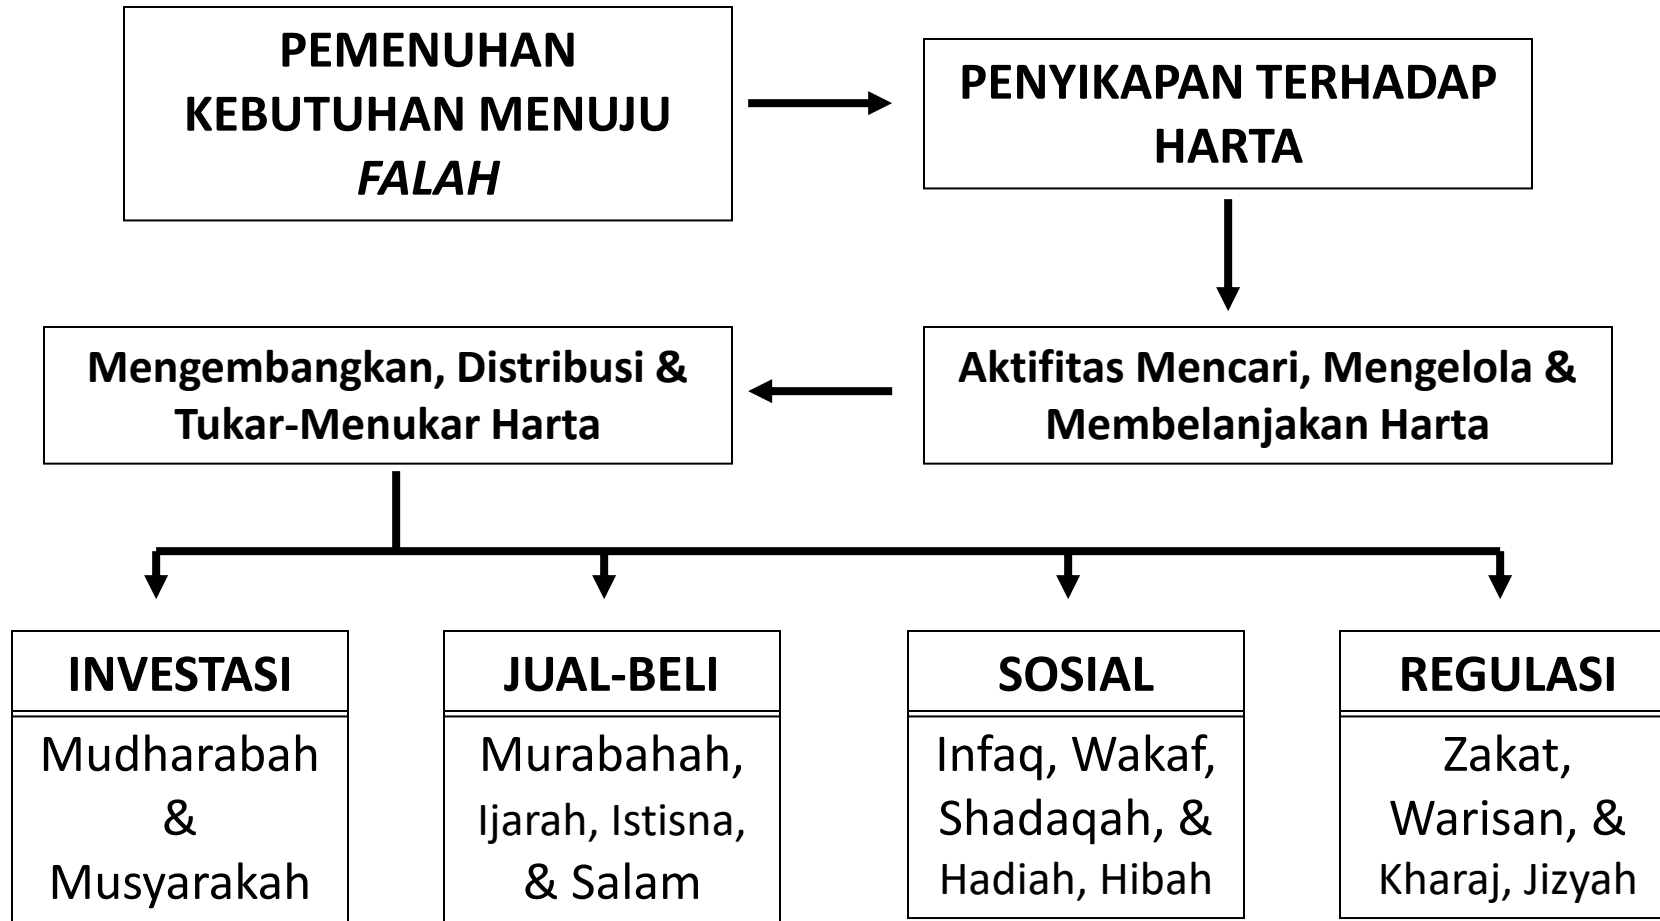 PEMENUHAN
KEBUTUHAN MENUJU
FALAH
PENYIKAPAN TERHADAP
HARTA
Mengembangkan, Distribusi &
Tukar-Menukar Harta
Aktifitas Mencari, Mengelola &
Membelanjakan Harta
INVESTASI
Mudharabah
&
Musyarakah
JUAL-BELI
Murabahah,
Ijarah, Istisna,
& Salam
SOSIAL
Infaq, Wakaf,
Shadaqah, &
Hadiah, Hibah
REGULASI
Zakat,
Warisan, &
Kharaj, Jizyah